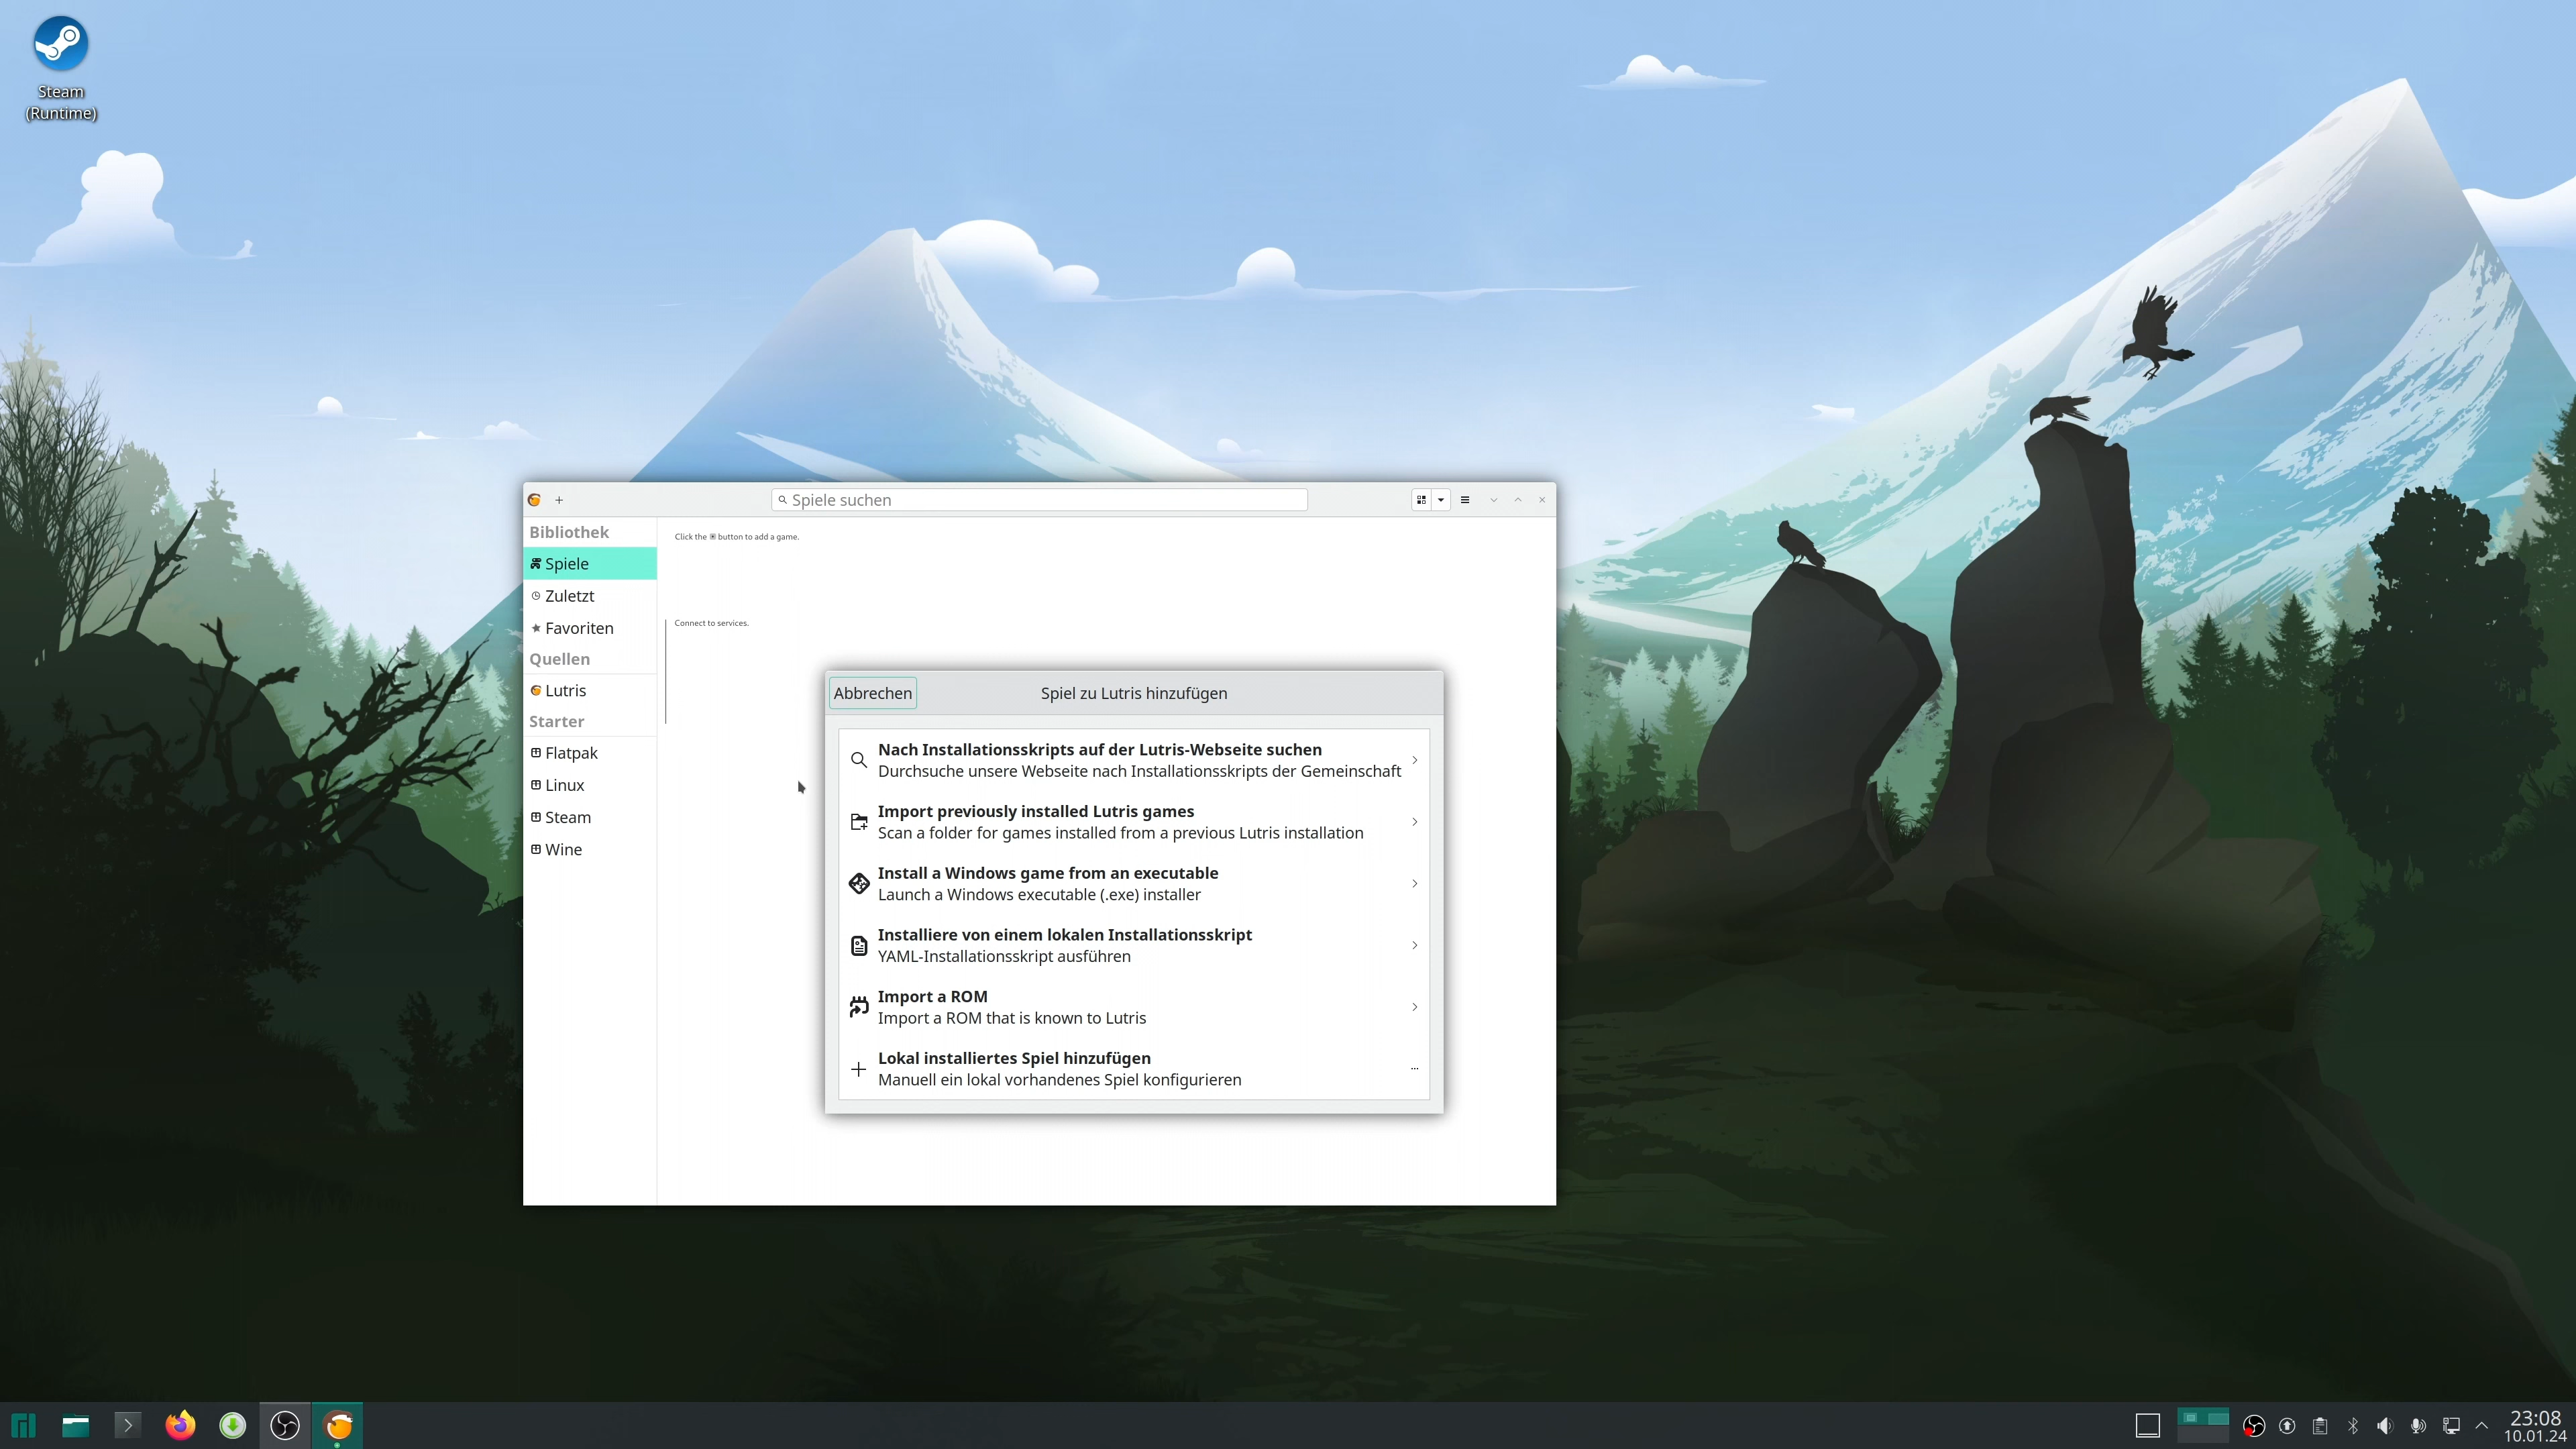 Steam
(Runtime)
Spiele suchen
Bibliothek
Spiele
Zuletzt
Favoriten
Quellen
Lutris
Starter
Flatpak
Linux
Steam
Wine
Click the + button to add a game.
Connect to services.
Abbrechen
Spiel zu Lutris hinzufügen
Nach Installationsskripts auf der Lutris-Webseite suchen
Durchsuche unsere Webseite nach Installationsskripts der Gemeinschaft
Import previously installed Lutris games
Scan a folder for games installed from a previous Lutris installation
Install a Windows game from an executable
Launch a Windows executable (.exe) installer
Installiere von einem lokalen Installationsskript
YAML-Installationsskript ausführen
Import a ROM
Import a ROM that is known to Lutris
Lokal installiertes Spiel hinzufügen
Manuell ein lokal vorhandenes Spiel konfigurieren
23:08
10.01.24